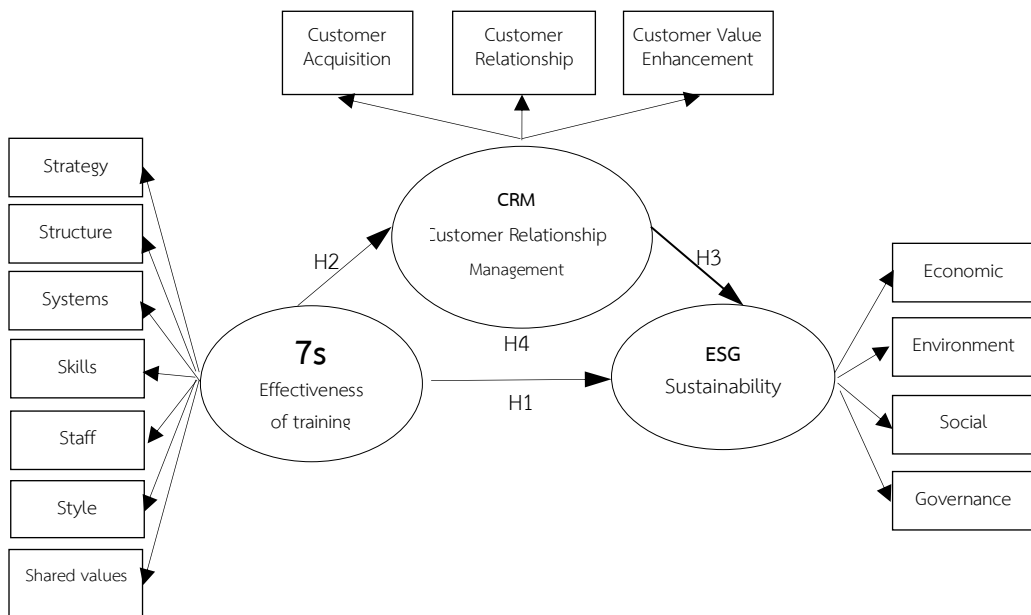 Customer
Acquisition
Customer
Relationship
Customer Value
Enhancement
Strategy
Structure
Systems
Skills
Staff
Style
Shared values
CRM
Customer Relationship
Management
H2
H3
H4
H1
7s
Effectiveness
of training
ESG
Sustainability
Economic
Environment
Social
Governance